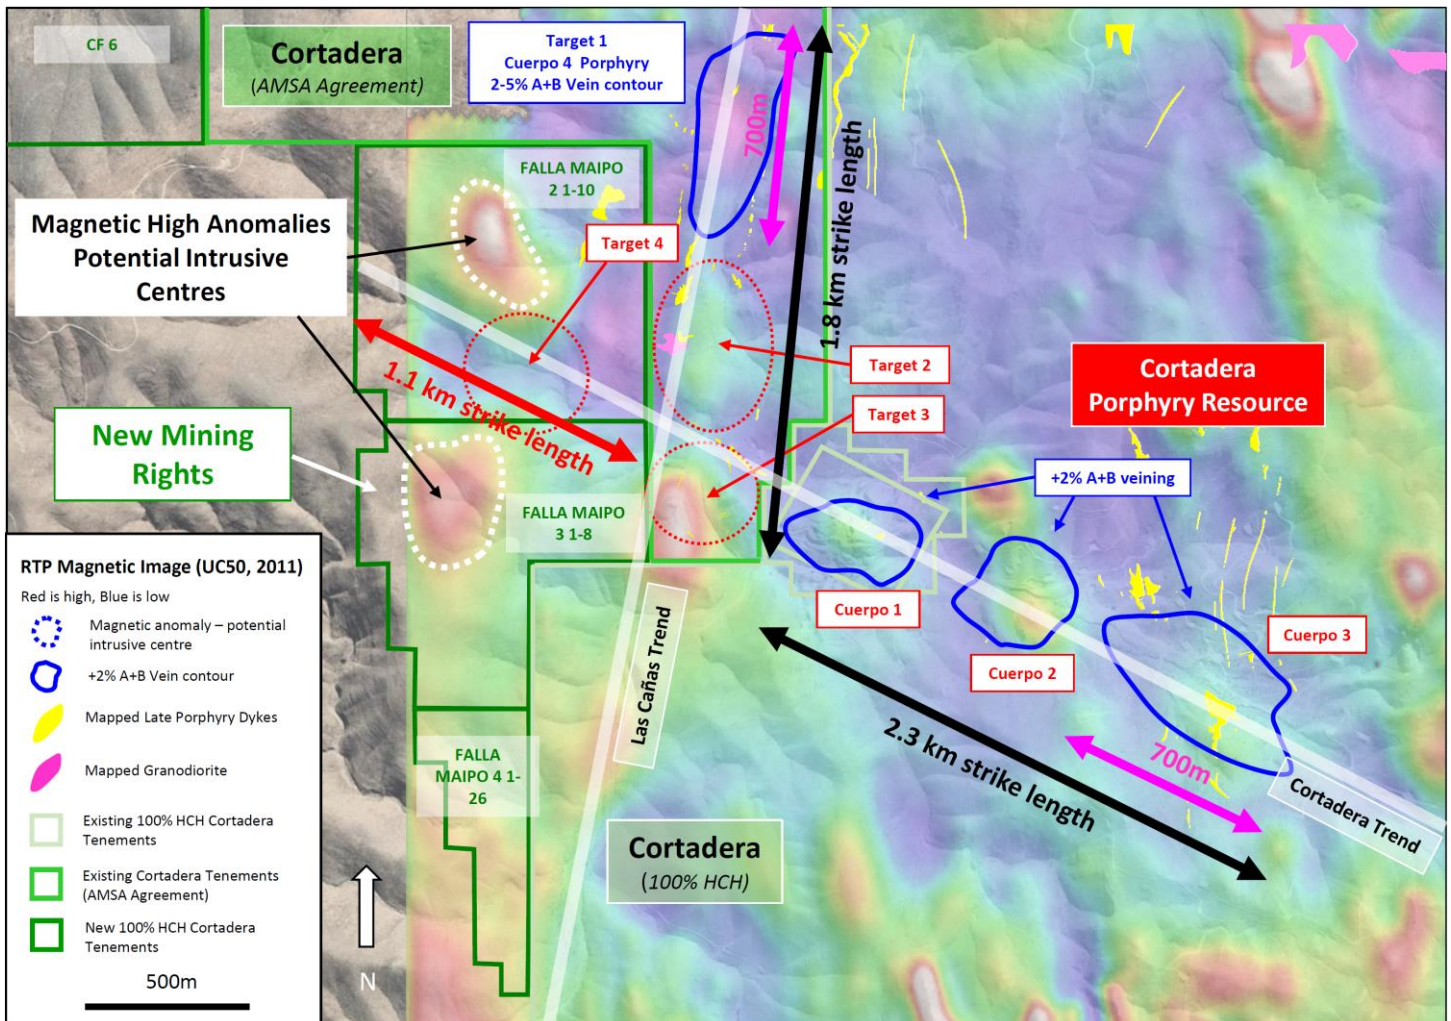 CF 6
Cortadera
(AMSA Agreement)
Target 1
Cuerpo 4 Porphyry
2-5% A+B Vein contour
700m
1.8 km strike length
FALLA MAIPO
2 1-10
Magnetic High Anomalies
Potential Intrusive
Centres
Target 4
Target 2
Target 3
1.1 km strike length
Cortadera
Porphyry Resource
New Mining
Rights
+2% A+B veining
FALLA MAIPO
3 1-8
Cuerpo 1
Cuerpo 2
Cuerpo 3
Las Cañas Trend
2.3 km strike length
700m
Cortadera Trend
FALLA
MAIPO 4 1-
26
Cortadera
(100% HCH)
RTP Magnetic Image (UC50, 2011)
Red is high, Blue is low
Magnetic anomaly – potential
intrusive centre
+2% A+B Vein contour
Mapped Late Porphyry Dykes
Mapped Granodiorite
Existing 100% HCH Cortadera
Tenements
Existing Cortadera Tenements
(AMSA Agreement)
New 100% HCH Cortadera
Tenements
500m
N